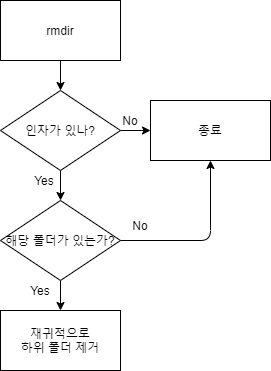 rmdir
인자가 있나?
No
종료
Yes
해당 폴더가 있는가?
No
Yes
재귀적으로
하위 폴더 제거